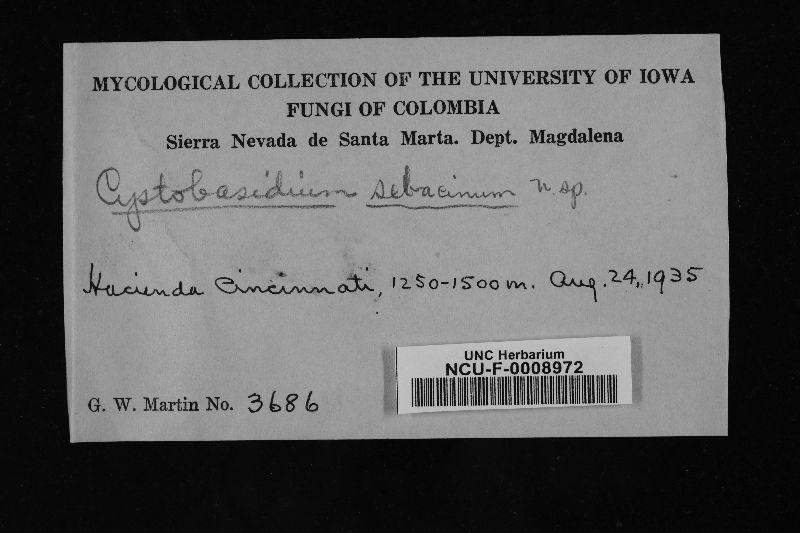 MYCOLOGICAL COLLECTION OF THE UNIVERSITY OF IOWA
FUNGI OF COLOMBIA
Sierra Nevada de Santa Marta. Dept. Magdalena
Cystobasidium sebacinum n. sp.
Hacienda Cincinnati, 1250-1500 m. Aug. 24, 1935
UNC Herbarium
NCU-F-0008972
G. W. Martin No. 3686